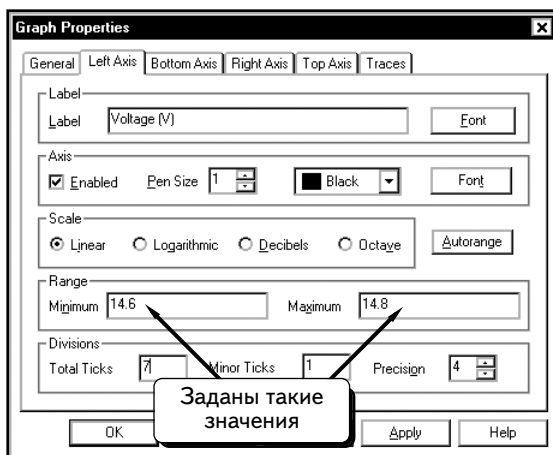 Graph Properties
General Left Axis Bottom Axis Right Axis Top Axis Traces
Label
Label Voltage (V) Font
Axis
Enabled Pen Size 1 Black Font
Scale
Linear Logarithmic Decibels Octave Autorange
Range
Minimum 14.6 Maximum 14.8
Divisions
Total Ticks 7 Minor Ticks 1 Precision 4
Заданы такие
значения
OK Apply Help